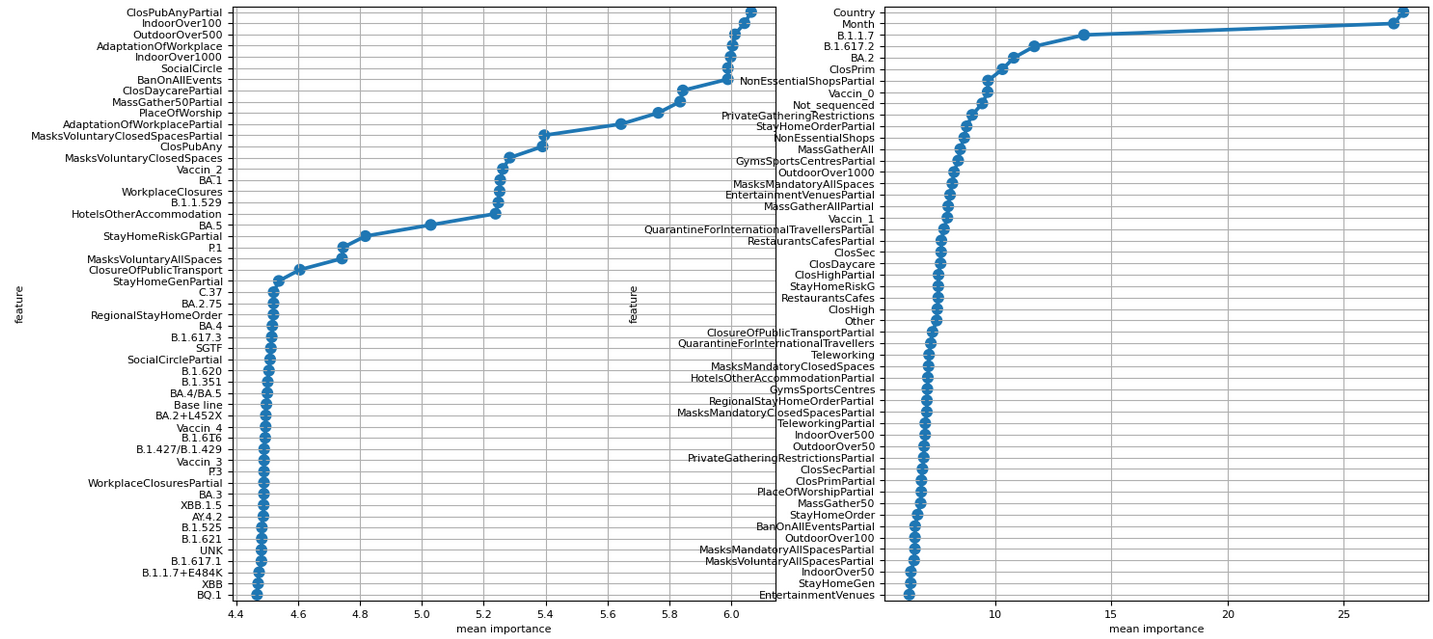 ClosPubAnyPartial
IndoorOver100
OutdoorOver500
AdaptationOfWorkplace
IndoorOver1000
SocialCircle
BanOnAllEvents
ClosDaycarePartial
MassGather50Partial
PlaceOfWorship
AdaptationOfWorkplacePartial
MasksVoluntaryClosedSpacesPartial
ClosPubAny
MasksVoluntaryClosedSpaces
Vaccin_2
BA.1
WorkplaceClosures
B.1.1.529
HotelsOtherAccommodation
BA.5
StayHomeRiskGPartial
P.1
MasksVoluntaryAllSpaces
ClosureOfPublicTransport
StayHomeGenPartial
C.37
BA.2.75
RegionalStayHomeOrder
BA.4
B.1.617.3
SGTF
SocialCirclePartial
B.1.620
B.1.351
BA.4/BA.5
Base line
BA.2+L452X
Vaccin_4
B.1.616
B.1.427/B.1.429
Vaccin_3
P.3
WorkplaceClosuresPartial
BA.3
XBB.1.5
AY.4.2
B.1.525
B.1.621
UNK
B.1.617.1
B.1.1.7+E484K
XBB
BQ.1
feature
4.4 4.6 4.8 5.0 5.2 5.4 5.6 5.8 6.0
mean importance
Country
Month
B.1.1.7
B.1.617.2
BA.2
ClosPrim
NonEssentialShopsPartial
Vaccin_0
Not_sequenced
PrivateGatheringRestrictions
StayHomeOrderPartial
NonEssentialShops
MassGatherAll
GymsSportsCentresPartial
OutdoorOver1000
MasksMandatoryAllSpaces
EntertainmentVenuesPartial
MassGatherAllPartial
Vaccin_1
QuarantineForInternationalTravellersPartial
RestaurantsCafesPartial
ClosSec
ClosDaycare
ClosHighPartial
StayHomeRiskG
RestaurantsCafes
ClosHigh
Other
ClosureOfPublicTransportPartial
QuarantineForInternationalTravellers
Teleworking
MasksMandatoryClosedSpaces
HotelsOtherAccommodationPartial
GymsSportsCentres
RegionalStayHomeOrderPartial
MasksMandatoryClosedSpacesPartial
TeleworkingPartial
IndoorOver500
OutdoorOver50
PrivateGatheringRestrictionsPartial
ClosSecPartial
ClosPrimPartial
PlaceOfWorshipPartial
MassGather50
StayHomeOrder
BanOnAllEventsPartial
OutdoorOver100
MasksMandatoryAllSpacesPartial
MasksVoluntaryAllSpacesPartial
IndoorOver50
StayHomeGen
EntertainmentVenues
feature
10 15 20 25
mean importance